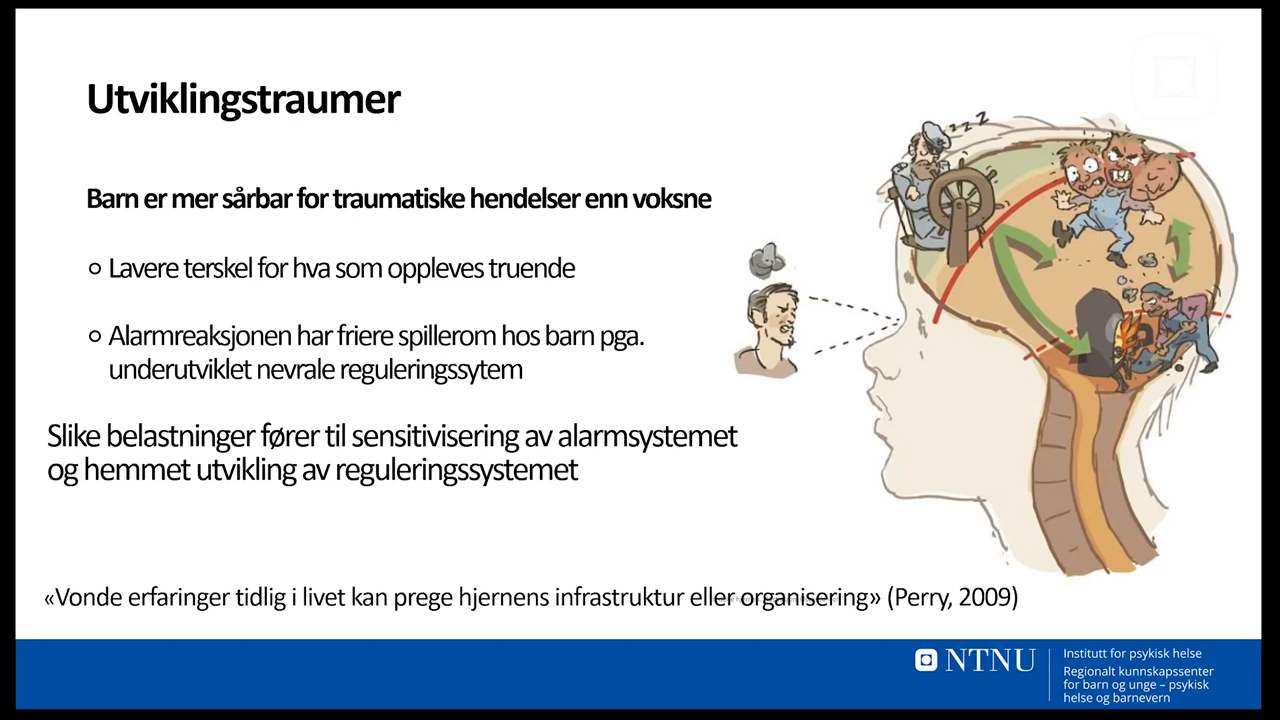 Utviklingstraumer
z z Z
Barn er mer sårbar for traumatiske hendelser enn voksne
Lavere terskel for hva som oppleves truende
Alarmreaksjonen har friere spillerom hos barn pga.
underutviklet nevrale reguleringssytem
Slike belastninger fører til sensitivisering av alarmsystemet
og hemmet utvikling av reguleringssystemet
«Vonde erfaringer tidlig i livet kan prege hjernens infrastruktur eller organisering» (Perry, 2009)
NTNU
Institutt for psykisk helse
Regionalt kunnskapssenter
for barn og unge – psykisk
helse og barnevern